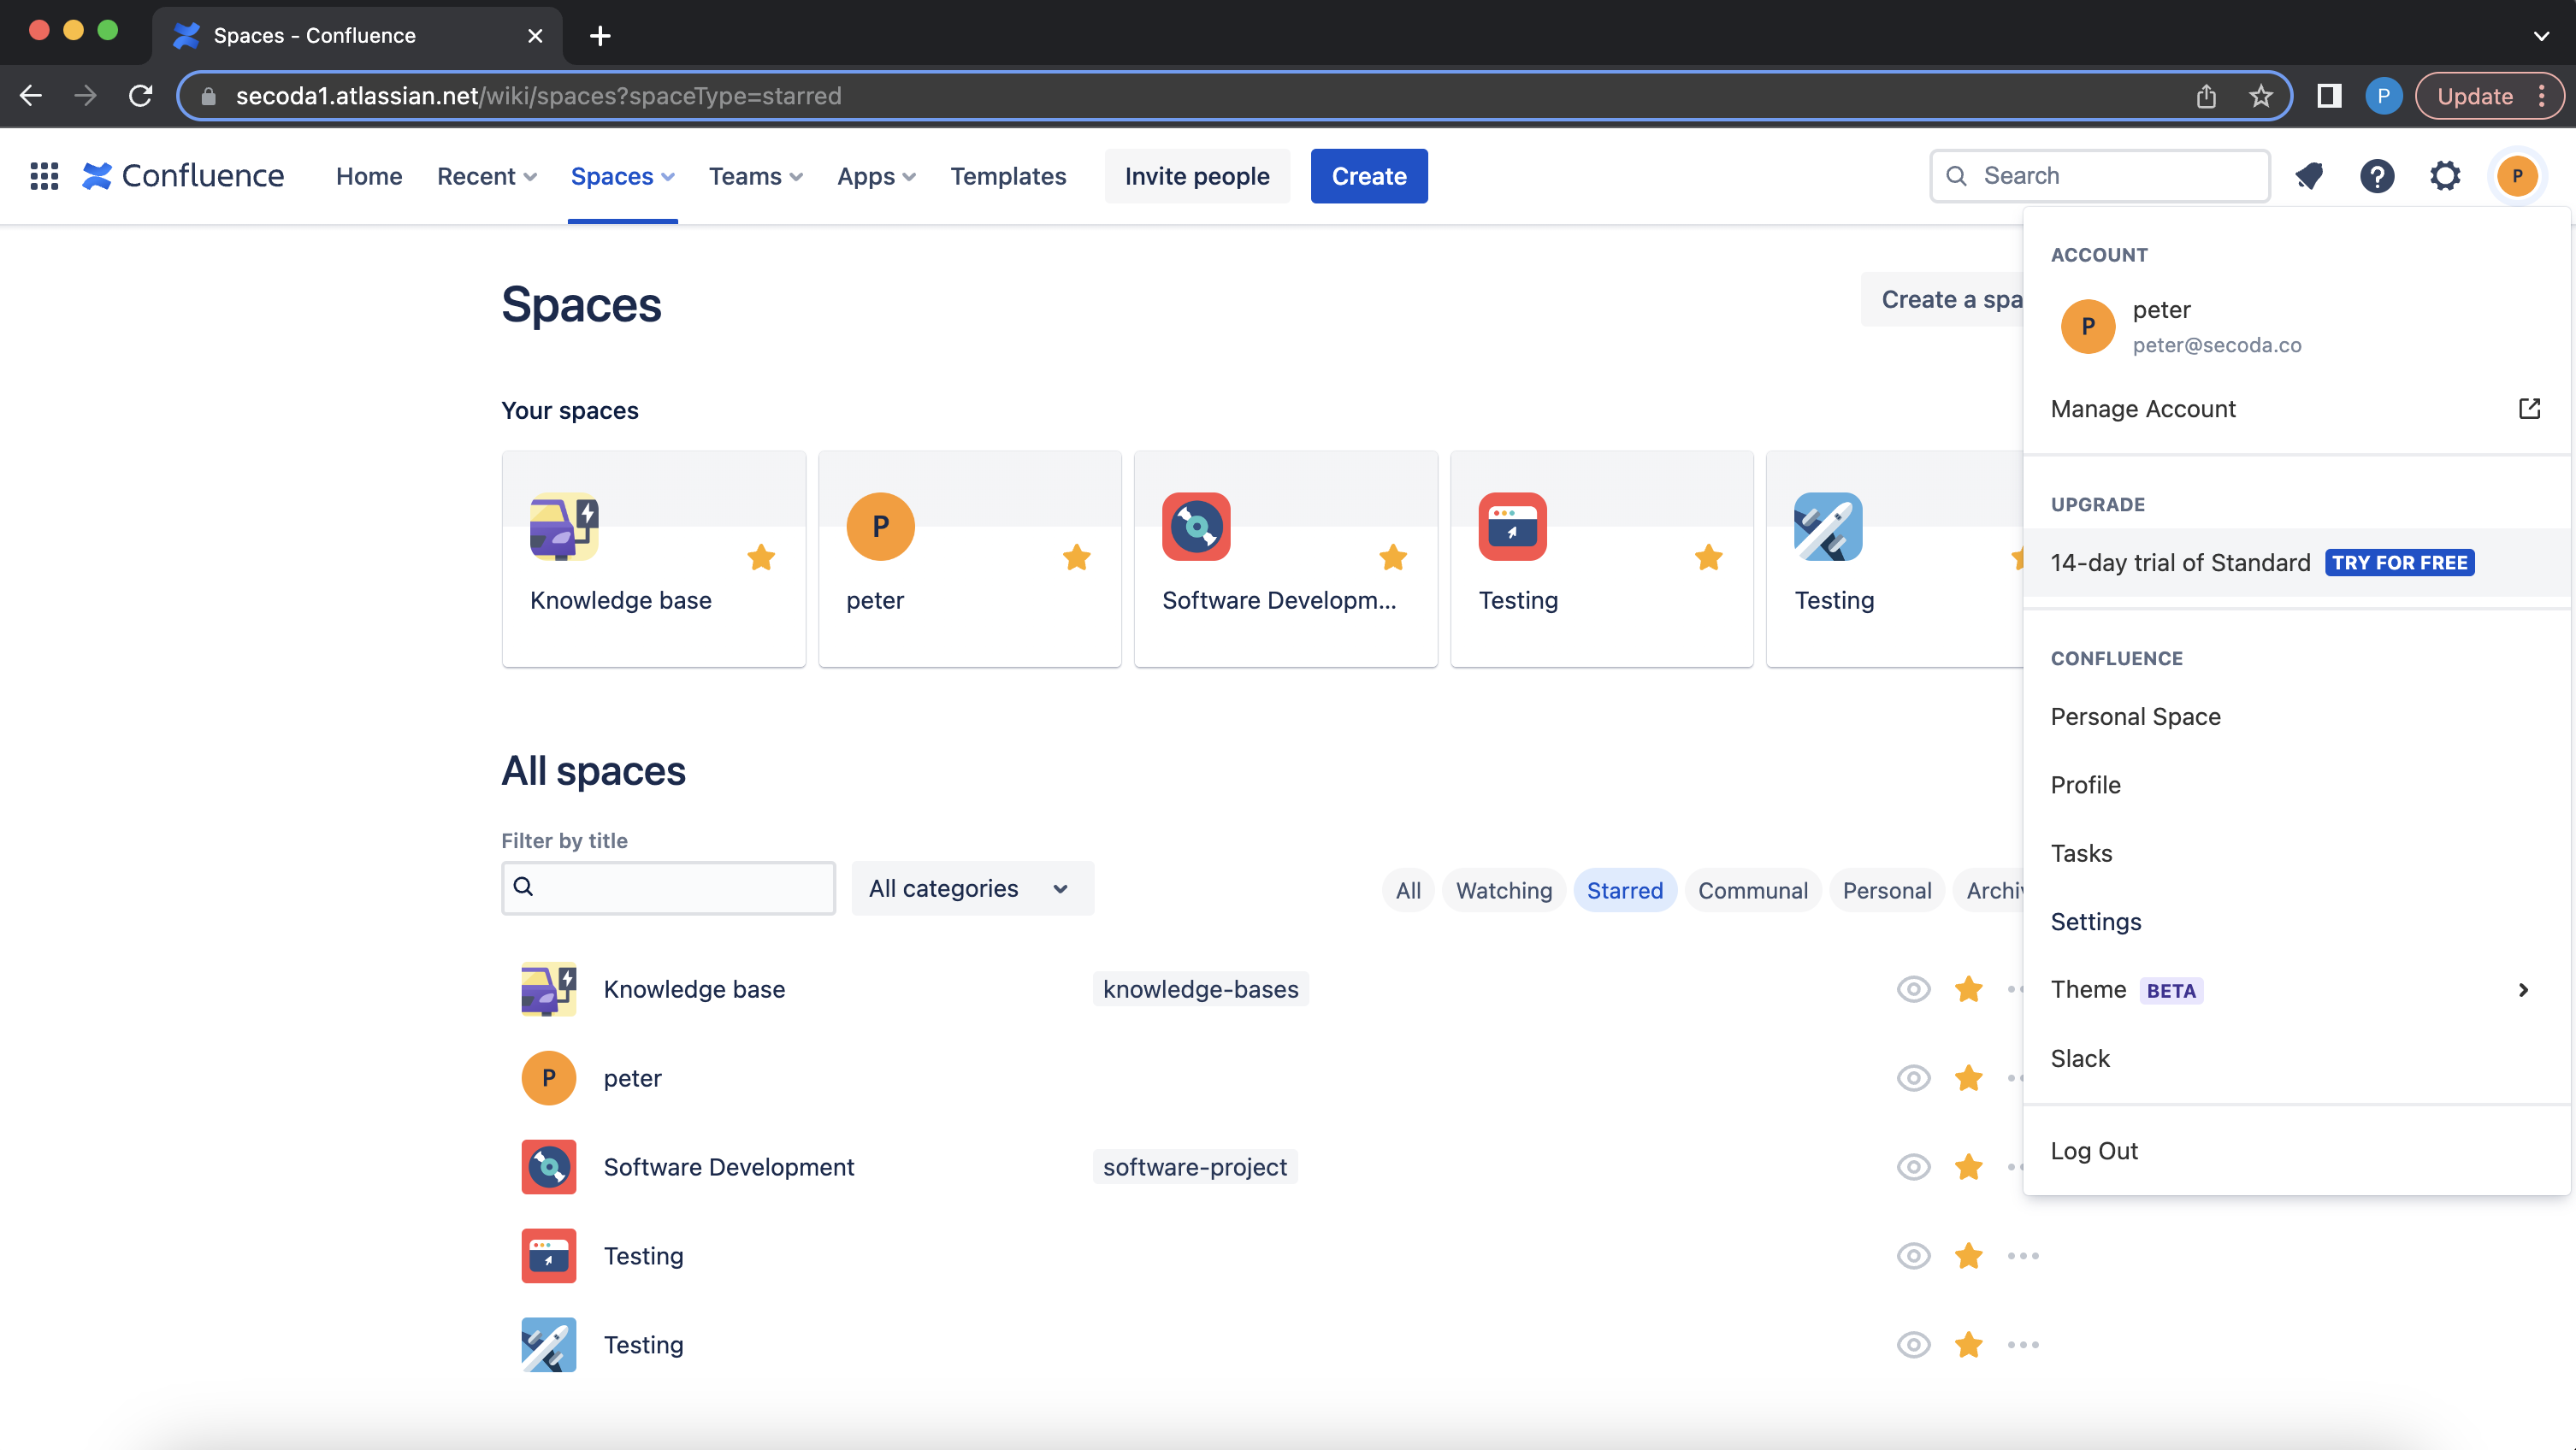 Spaces - Confluence
secoda1.atlassian.net/wiki/spaces?spaceType=starred
P
Update
Confluence
Home
Recent
Spaces
Teams
Apps
Templates
Invite people
Create
Search
P
Spaces
Create a spa
Your spaces
P
Knowledge base
peter
Software Developm...
Testing
Testing
All spaces
Filter by title
All categories
All
Watching
Starred
Communal
Personal
Archiv
Knowledge base
knowledge-bases
P
peter
Software Development
software-project
Testing
Testing
ACCOUNT
P
peter
peter@secoda.co
Manage Account
UPGRADE
14-day trial of Standard TRY FOR FREE
CONFLUENCE
Personal Space
Profile
Tasks
Settings
Theme BETA
Slack
Log Out